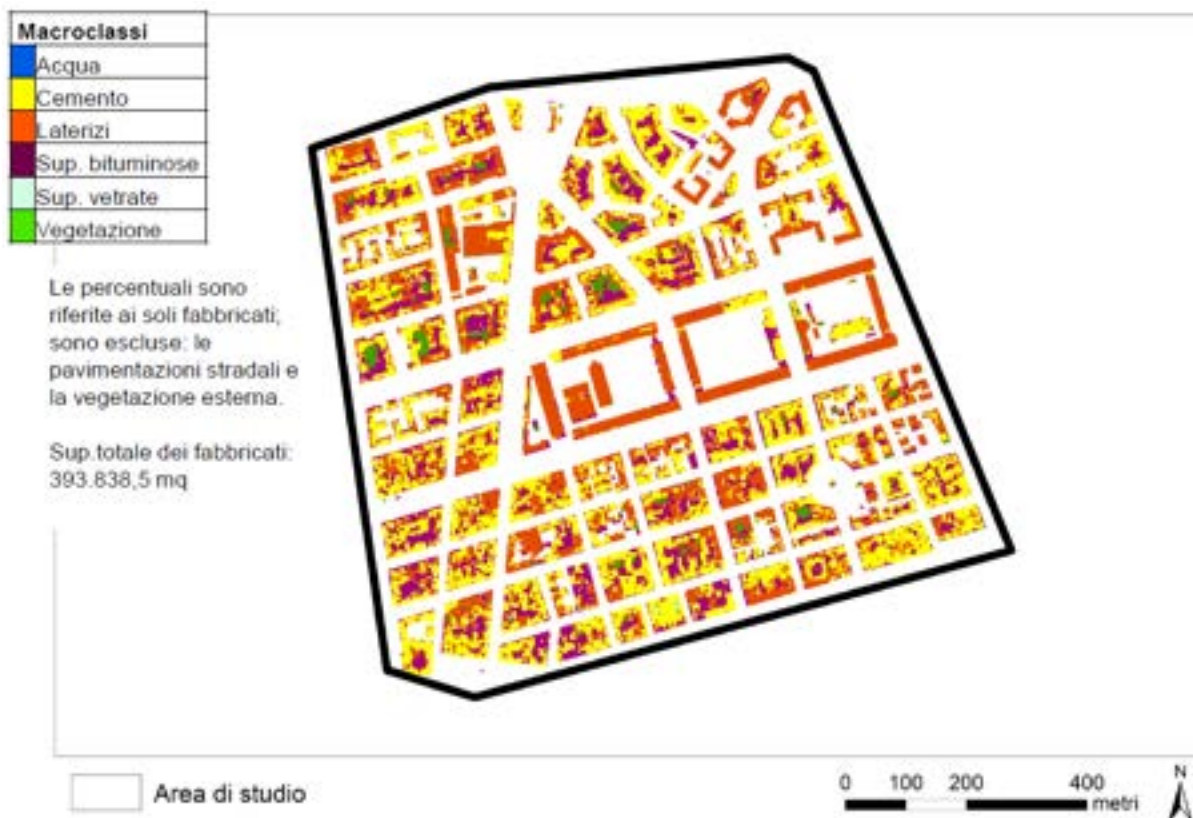 Macroclassi
Acqua
Cemento
Laterizi
Sup. bituminose
Sup. vetrate
Vegetazione
Le percentuali sono
riferite ai soli fabbricati;
sono escluse: le
pavimentazioni stradali e
la vegetazione esterna.
Sup.totale dei fabbricati:
393.838,5 mq
Area di studio
0 100 200 400
metri
N